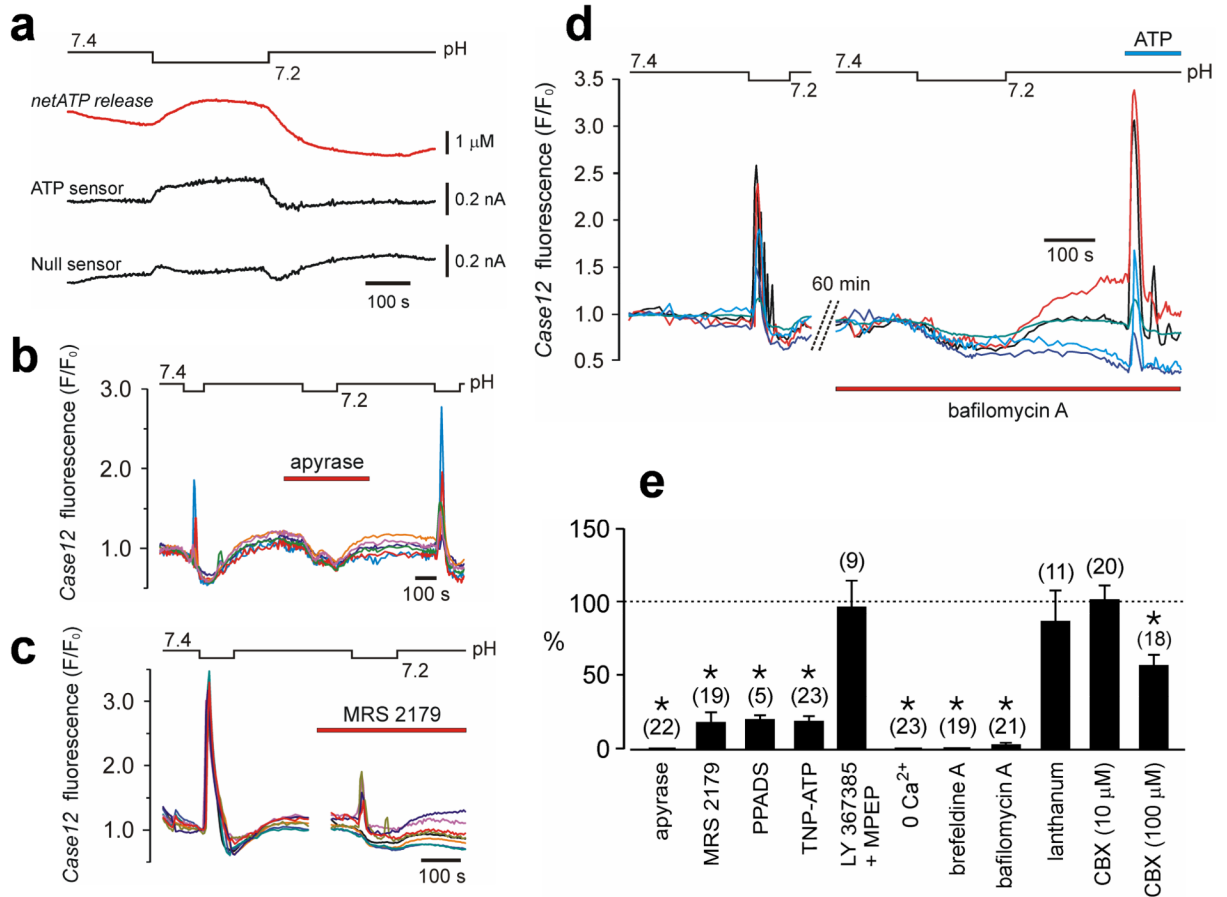 a
7.4
pH
7.2
netATP release
1 µM
ATP sensor
0.2 nA
Null sensor
0.2 nA
100 s
b
Case12 fluorescence (F/F0)
7.4
pH
7.2
3.0
2.0
1.0
apyrase
100 s
c
Case12 fluorescence (F/F0)
7.4
pH
7.2
3.0
2.0
1.0
MRS 2179
100 s
d
Case12 fluorescence (F/F0)
ATP
7.4
7.2
7.4
7.2
pH
3.5
3.0
2.5
2.0
1.5
1.0
0.5
60 min
100 s
bafilomycin A
e
%
150
100
50
0
* (22)
* (19)
* (5)
* (23)
(9)
* (23)
* (19)
* (21)
(11)
(20)
* (18)
apyrase
MRS 2179
PPADS
TNP-ATP
LY 367385
+ MPEP
0 Ca2+
brefeldine A
bafilomycin A
lanthanum
CBX (10 µM)
CBX (100 µM)